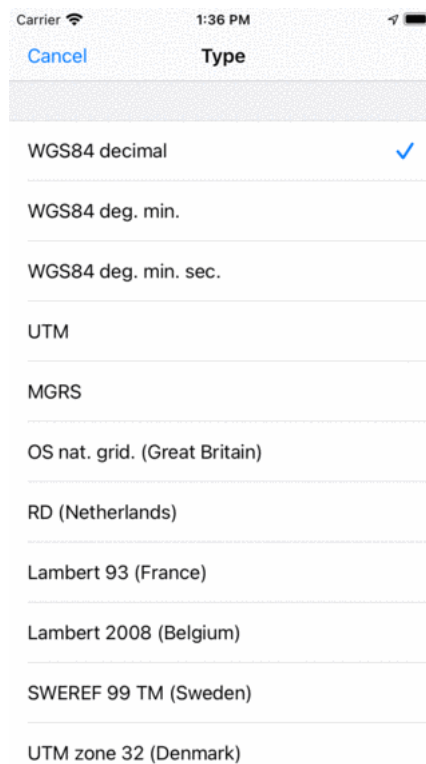 Carrier 1:36 PM
Cancel Type
WGS84 decimal
WGS84 deg. min.
WGS84 deg. min. sec.
UTM
MGRS
OS nat. grid. (Great Britain)
RD (Netherlands)
Lambert 93 (France)
Lambert 2008 (Belgium)
SWEREF 99 TM (Sweden)
UTM zone 32 (Denmark)